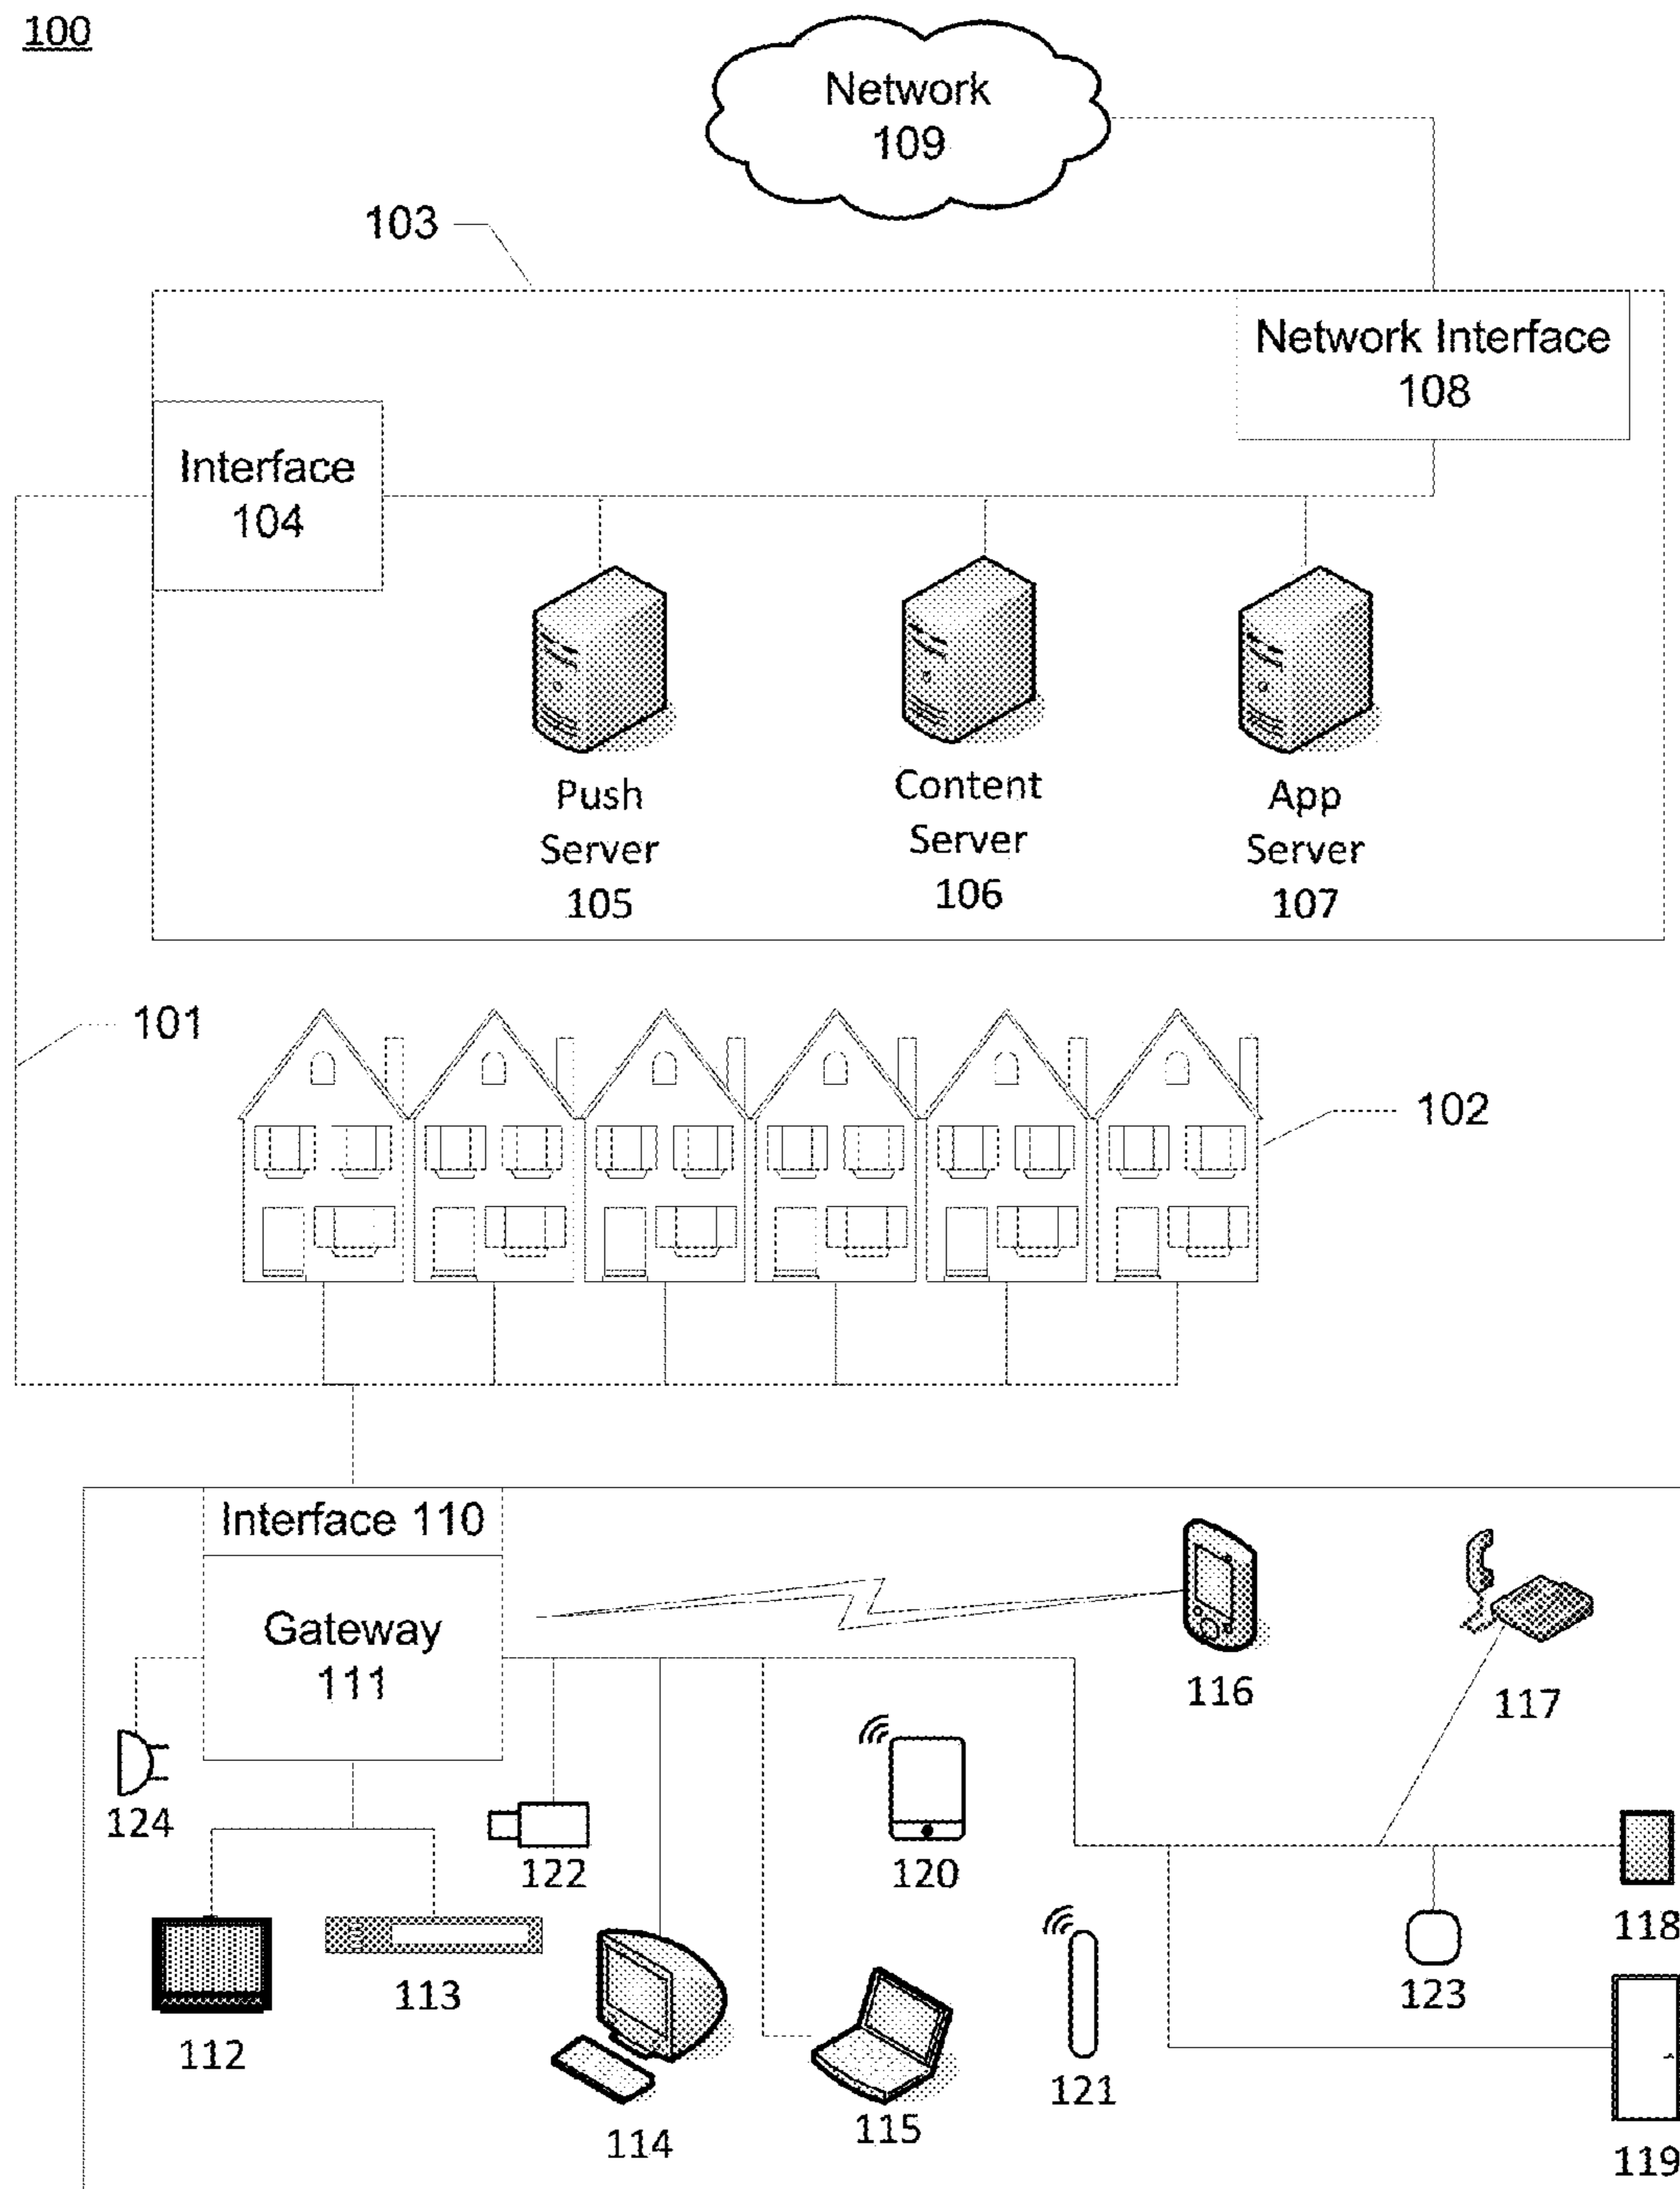 100
Network
109
103
Network Interface
108
Interface
104
Push
Server
105
Content
Server
106
App
Server
107
101
102
Interface 110
Gateway
111
116
117
124
122
120
118
112
113
123
114
115
121
119